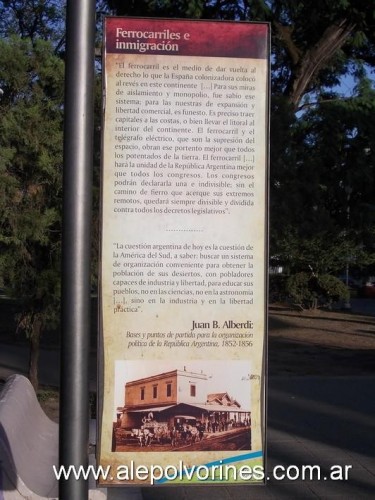 Ferrocarriles e
inmigración
"El ferrocarril es el medio de dar vuelta al
derecho lo que la España colonizadora colocó
al revés en este continente. [...] Para sus miras
de aislamiento y monopolio, fue sabio ese
sistema; para las nuestras de expansión y
libertad comercial, es funesto. Es preciso traer
capitales a las costas, o bien llevar el litoral al
interior del continente. El ferrocarril y el
telégrafo eléctrico, que son la supresión del
espacio, obran ese portento mejor que todos
los potentados de la tierra. El ferrocarril [...]
hará la unidad de la República Argentina mejor
que todos los congresos. Los congresos
podrán declararla una e indivisible; sin el
camino de fierro que acerque sus extremos
remotos, quedará siempre divisible y dividida
contra todos los decretos legislativos".
................
"La cuestión argentina de hoy es la cuestión de
la América del Sud, a saber: buscar un sistema
de organización conveniente para obtener la
población de sus desiertos, con pobladores
capaces de industria y libertad, para educar sus
pueblos, no en las ciencias, no en la astronomía
[...], sino en la industria y en la libertad
práctica".
Juan B. Alberdi:
Bases y puntos de partida para la organización
política de la República Argentina, 1852-1856
www.alepolvorines.com.ar